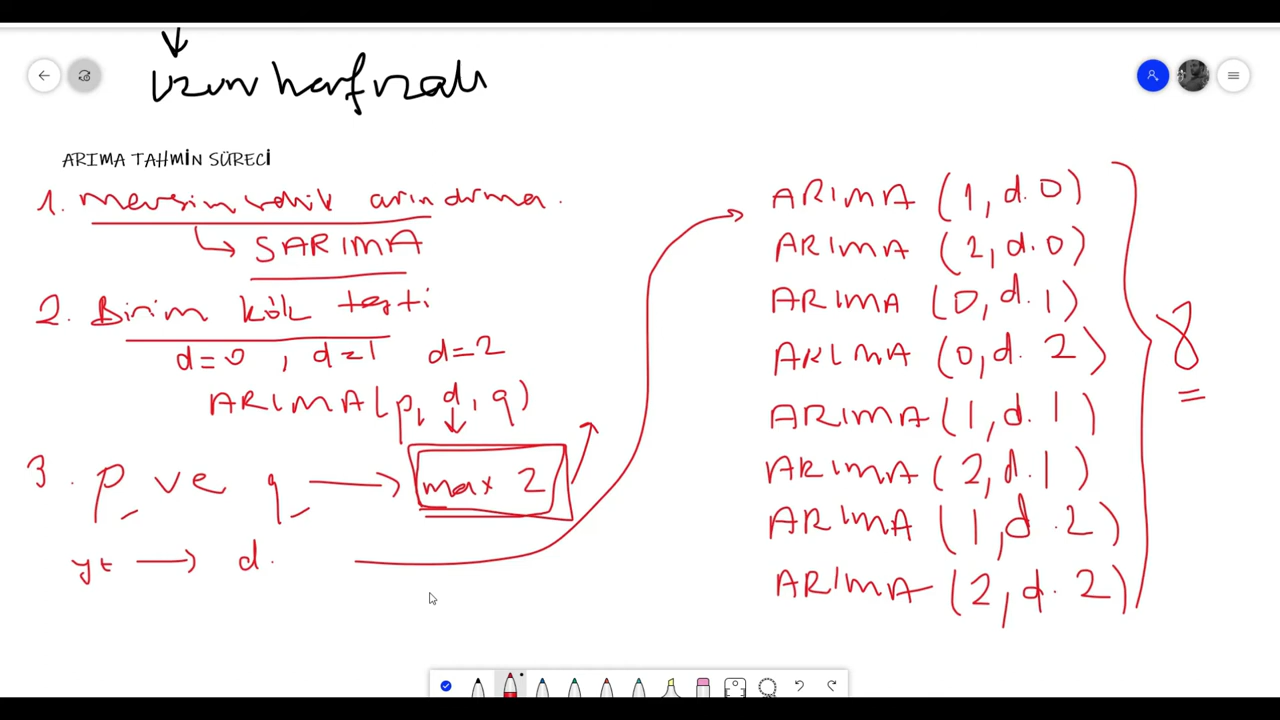 uzun hafızalı
ARIMA TAHMİN SÜRECİ
1. Mevsimsellik arındırma.
SARIMA
2. Birim kök testi
d=0, d=1 d=2
ARIMA(p, d, q)
3. p ve q → max 2
yt → d.
ARIMA (1, d. 0)
ARIMA (2, d. 0)
ARIMA (0, d. 1)
ARIMA (0, d. 2)
ARIMA (1, d. 1)
ARIMA (2, d. 1)
ARIMA (1, d. 2)
ARIMA (2, d. 2)
8
=